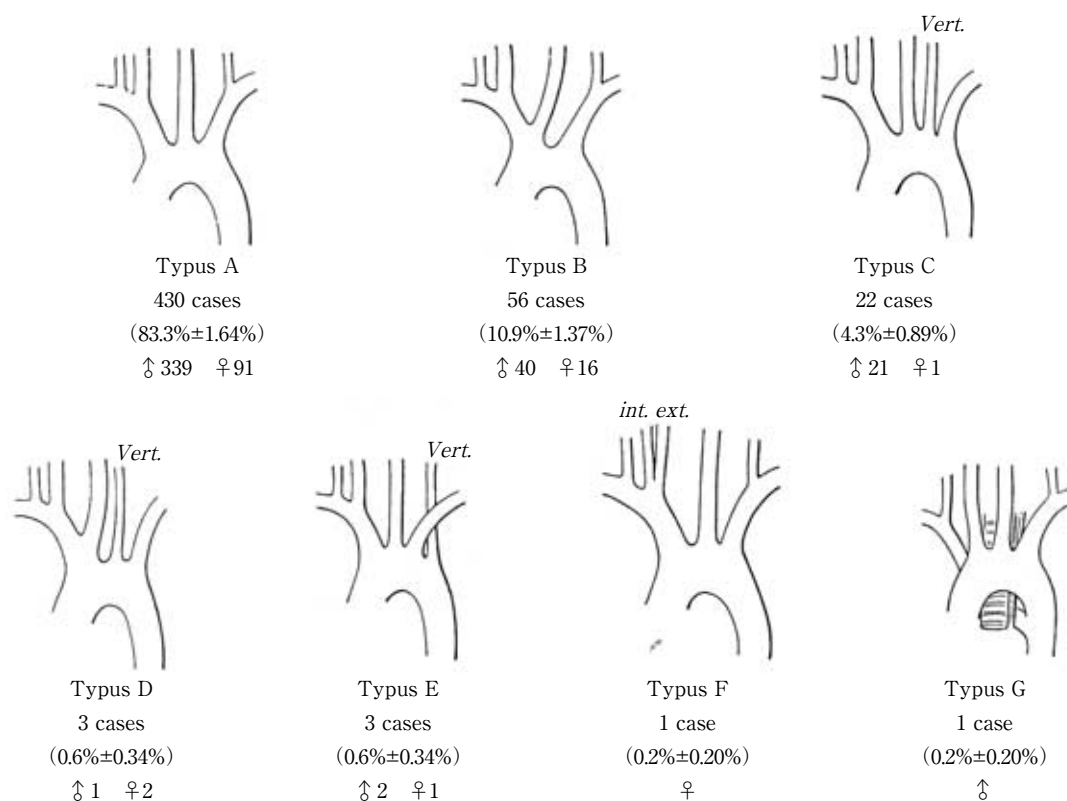 Vert.
Typus A
430 cases
(83.3%±1.64%)
♂339 ♀91
Typus B
56 cases
(10.9%±1.37%)
♂40 ♀16
Typus C
22 cases
(4.3%±0.89%)
♂21 ♀1
Vert.
Typus D
3 cases
(0.6%±0.34%)
♂1 ♀2
Vert.
Typus E
3 cases
(0.6%±0.34%)
♂2 ♀1
int. ext.
Typus F
1 case
(0.2%±0.20%)
♀
Typus G
1 case
(0.2%±0.20%)
♂